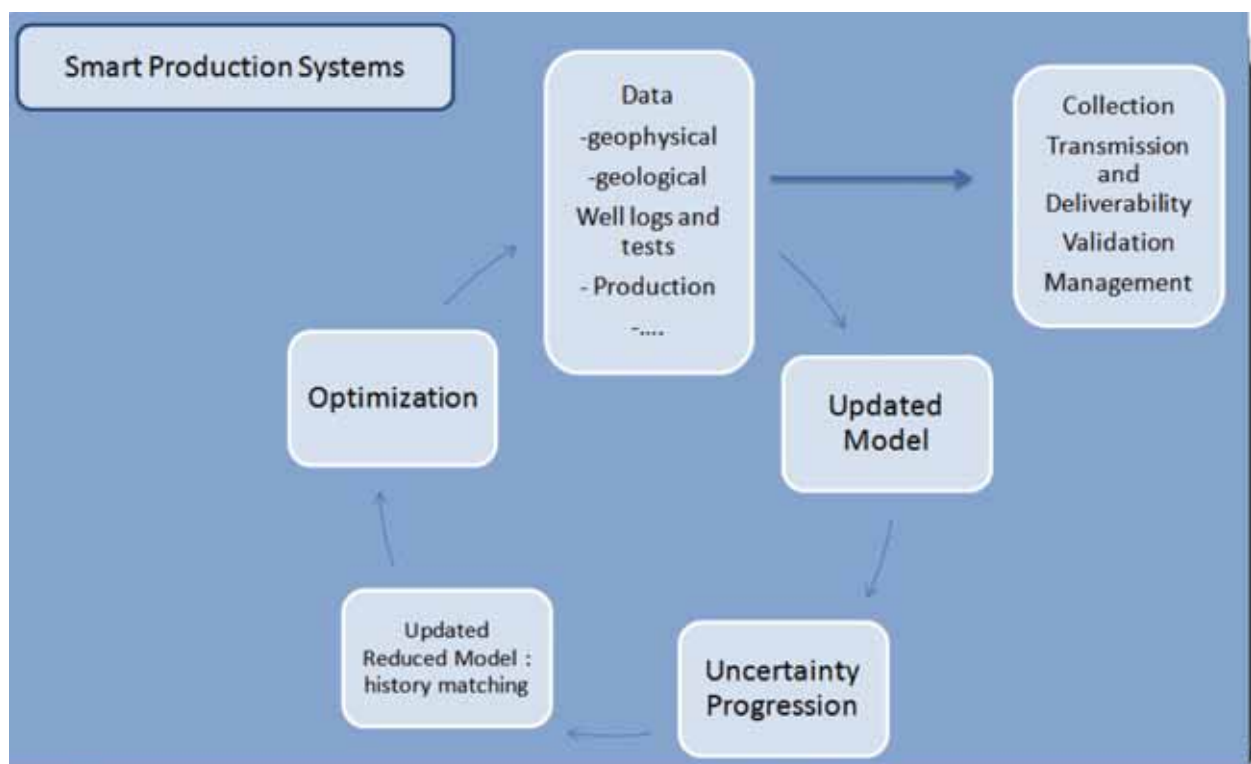 Smart Production Systems
Data
-geophysical
-geological
Well logs and
tests
- Production
-....
Collection
Transmission
and
Deliverability
Validation
Management
Updated
Model
Uncertainty
Progression
Updated
Reduced Model :
history matching
Optimization